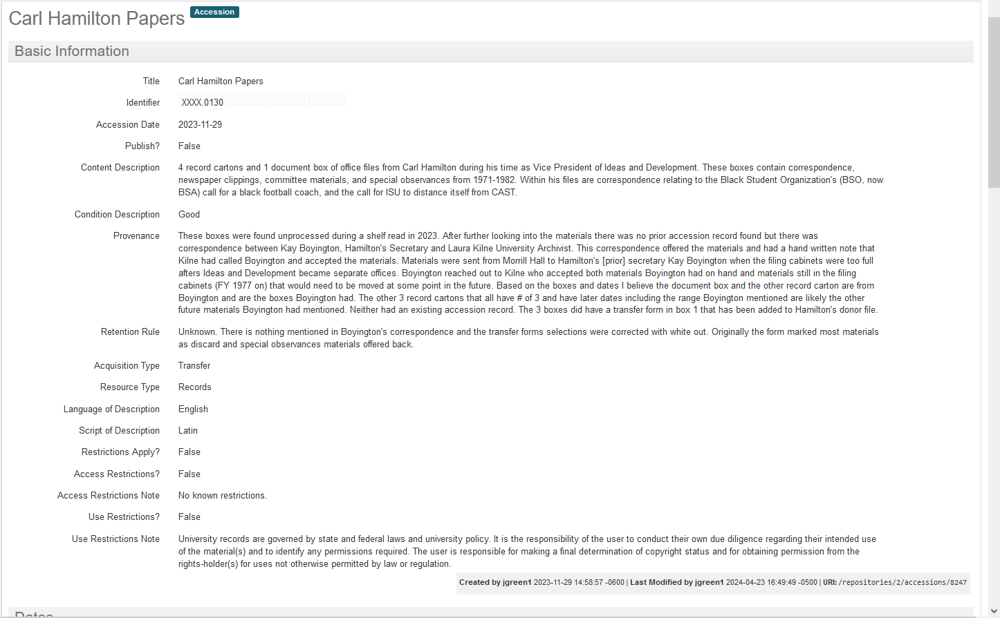 Carl Hamilton Papers Accession
Basic Information
Title Carl Hamilton Papers
Identifier XXXX.0130
Accession Date 2023-11-29
Publish? False
Content Description 4 record cartons and 1 document box of office files from Carl Hamilton during his time as Vice President of Ideas and Development. These boxes contain correspondence,
newspaper clippings, committee materials, and special observances from 1971-1982. Within his files are correspondence relating to the Black Student Organization's (BSO, now
BSA) call for a black football coach, and the call for ISU to distance itself from CAST.
Condition Description Good
Provenance These boxes were found unprocessed during a shelf read in 2023. After further looking into the materials there was no prior accession record found but there was
correspondence between Kay Boyington, Hamilton's Secretary and Laura Kilne University Archivist. This correspondence offered the materials and had a hand written note that
Kilne had called Boyington and accepted the materials. Materials were sent from Morrill Hall to Hamilton's [prior] secretary Kay Boyington when the filing cabinets were too full
afters Ideas and Development became separate offices. Boyington reached out to Kilne who accepted both materials Boyington had on hand and materials still in the filing
cabinets (FY 1977 on) that would need to be moved at some point in the future. Based on the boxes and dates I believe the document box and the other record carton are from
Boyington and are the boxes Boyington had. The other 3 record cartons that all have # of 3 and have later dates including the range Boyington mentioned are likely the other
future materials Boyington had mentioned. Neither had an existing accession record. The 3 boxes did have a transfer form in box 1 that has been added to Hamilton's donor file.
Retention Rule Unknown. There is nothing mentioned in Boyington's correspondence and the transfer forms selections were corrected with white out. Originally the form marked most materials
as discard and special observances materials offered back.
Acquisition Type Transfer
Resource Type Records
Language of Description English
Script of Description Latin
Restrictions Apply? False
Access Restrictions? False
Access Restrictions Note No known restrictions.
Use Restrictions? False
Use Restrictions Note University records are governed by state and federal laws and university policy. It is the responsibility of the user to conduct their own due diligence regarding their intended use
of the material(s) and to identify any permissions required. The user is responsible for making a final determination of copyright status and for obtaining permission from the
rights-holder(s) for uses not otherwise permitted by law or regulation.
Created by jgreen1 2023-11-29 14:58:57 -0600 | Last Modified by jgreen1 2024-04-23 16:49:49 -0500 | URI: /repositories/2/accessions/8247
Dates